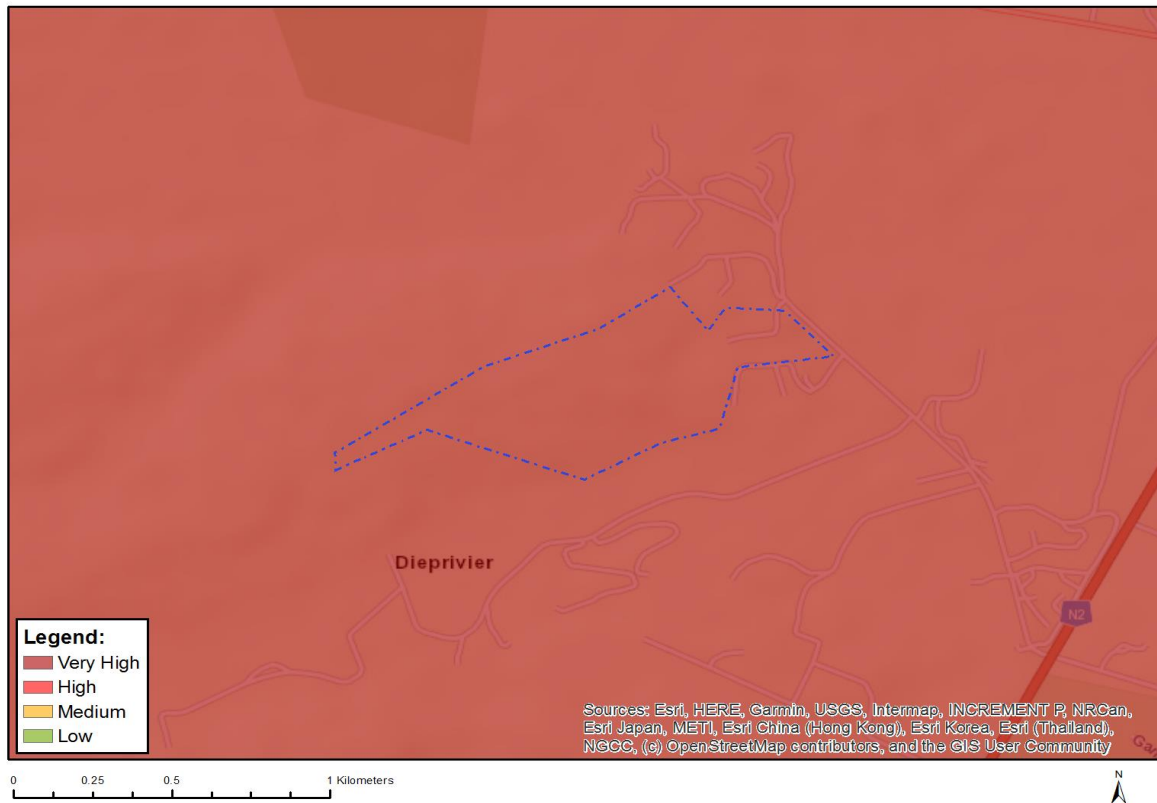 Dieprivier
N2
Legend:
Very High
High
Medium
Low
Sources: Esri, HERE, Garmin, USGS, Intermap, INCREMENT P, NRCan,
Esri Japan, METI, Esri China (Hong Kong), Esri Korea, Esri (Thailand),
NGCC, (c) OpenStreetMap contributors, and the GIS User Community
0 0.25 0.5 1 Kilometers
N